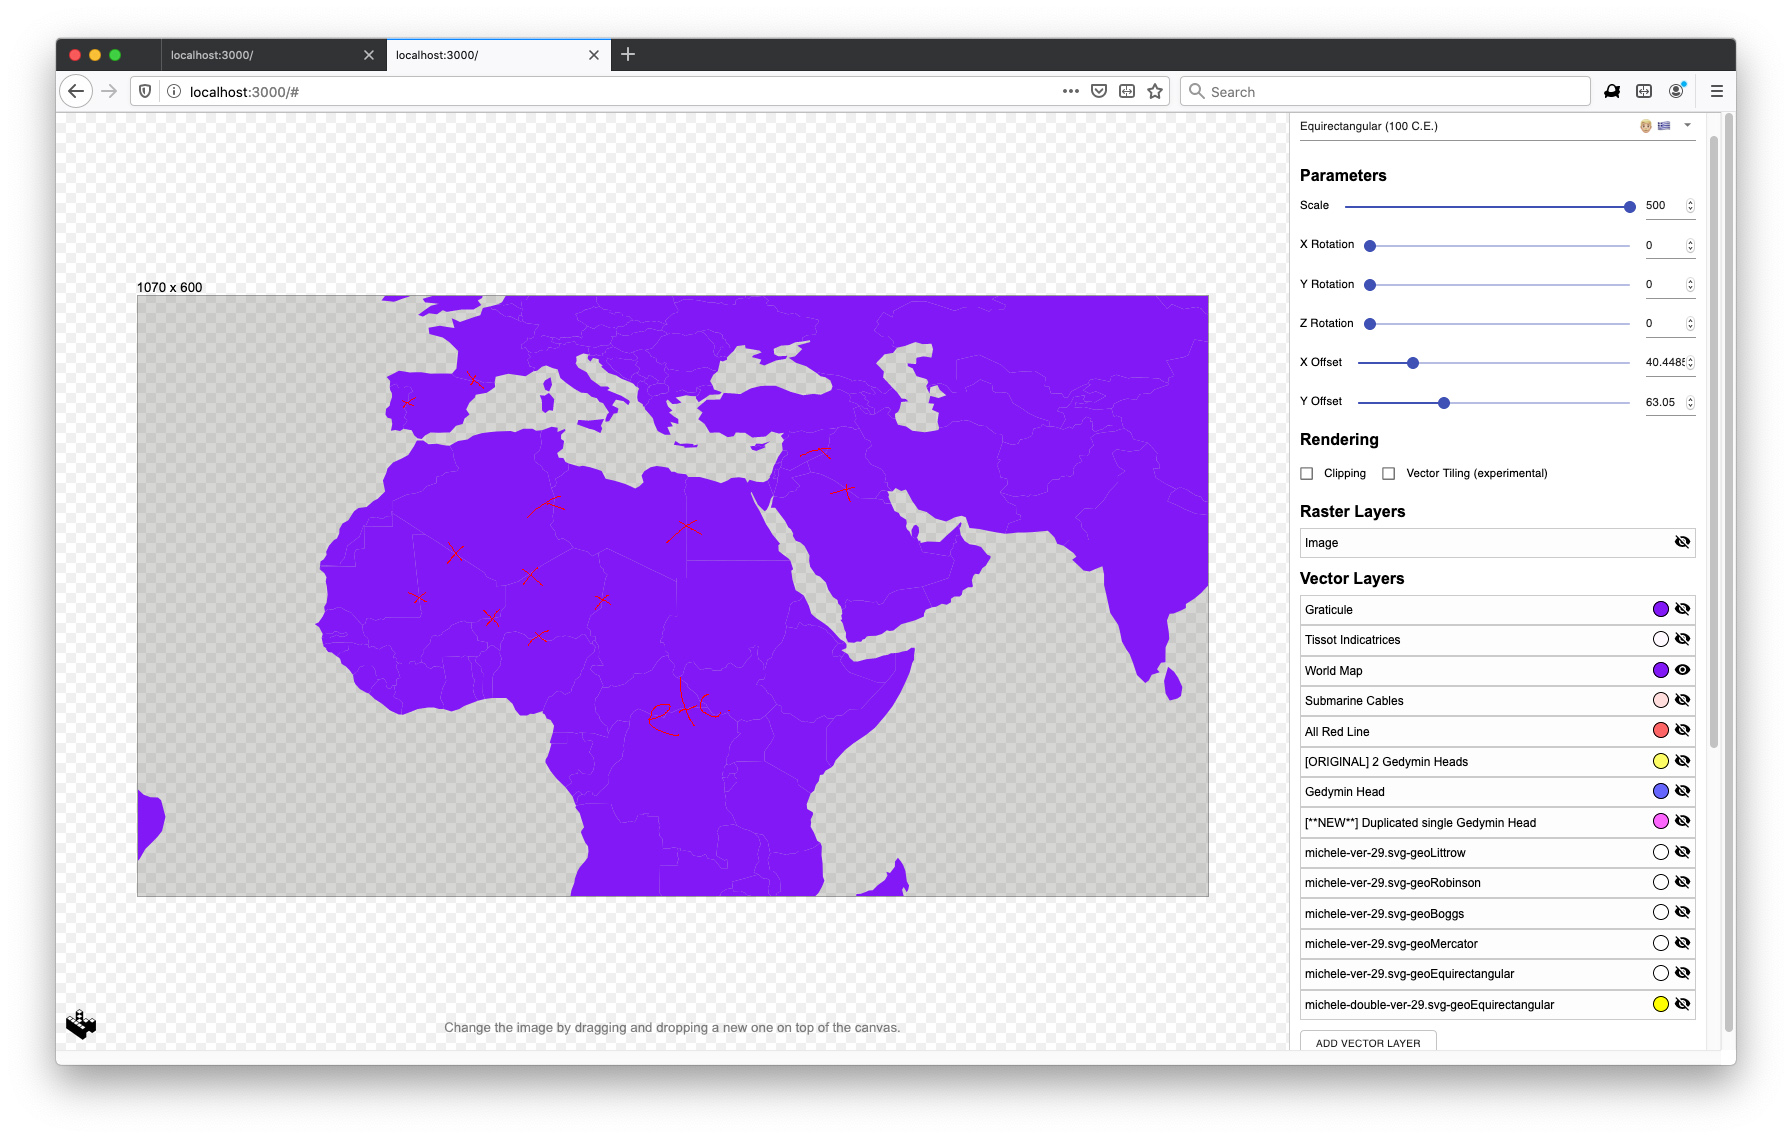 localhost:3000/
localhost:3000/
localhost:3000/#
Search
Equirectangular (100 C.E.)
Parameters
Scale
500
X Rotation
0
Y Rotation
0
Z Rotation
0
X Offset
40.4485
Y Offset
63.05
Rendering
Clipping
Vector Tiling (experimental)
Raster Layers
Image
Vector Layers
Graticule
Tissot Indicatrices
World Map
Submarine Cables
All Red Line
[ORIGINAL] 2 Gedymin Heads
Gedymin Head
[**NEW**] Duplicated single Gedymin Head
michele-ver-29.svg-geoLittrow
michele-ver-29.svg-geoRobinson
michele-ver-29.svg-geoBoggs
michele-ver-29.svg-geoMercator
michele-ver-29.svg-geoEquirectangular
michele-double-ver-29.svg-geoEquirectangular
ADD VECTOR LAYER
1070 x 600
etc
Change the image by dragging and dropping a new one on top of the canvas.